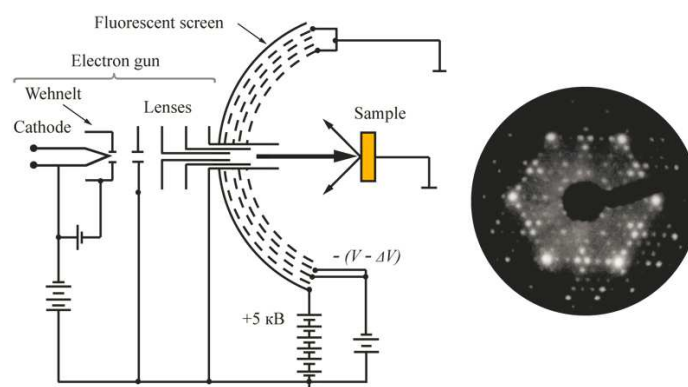 Fluorescent screen
Electron gun
Wehnelt
Lenses
Cathode
Sample
- (V - ΔV)
+5 кВ